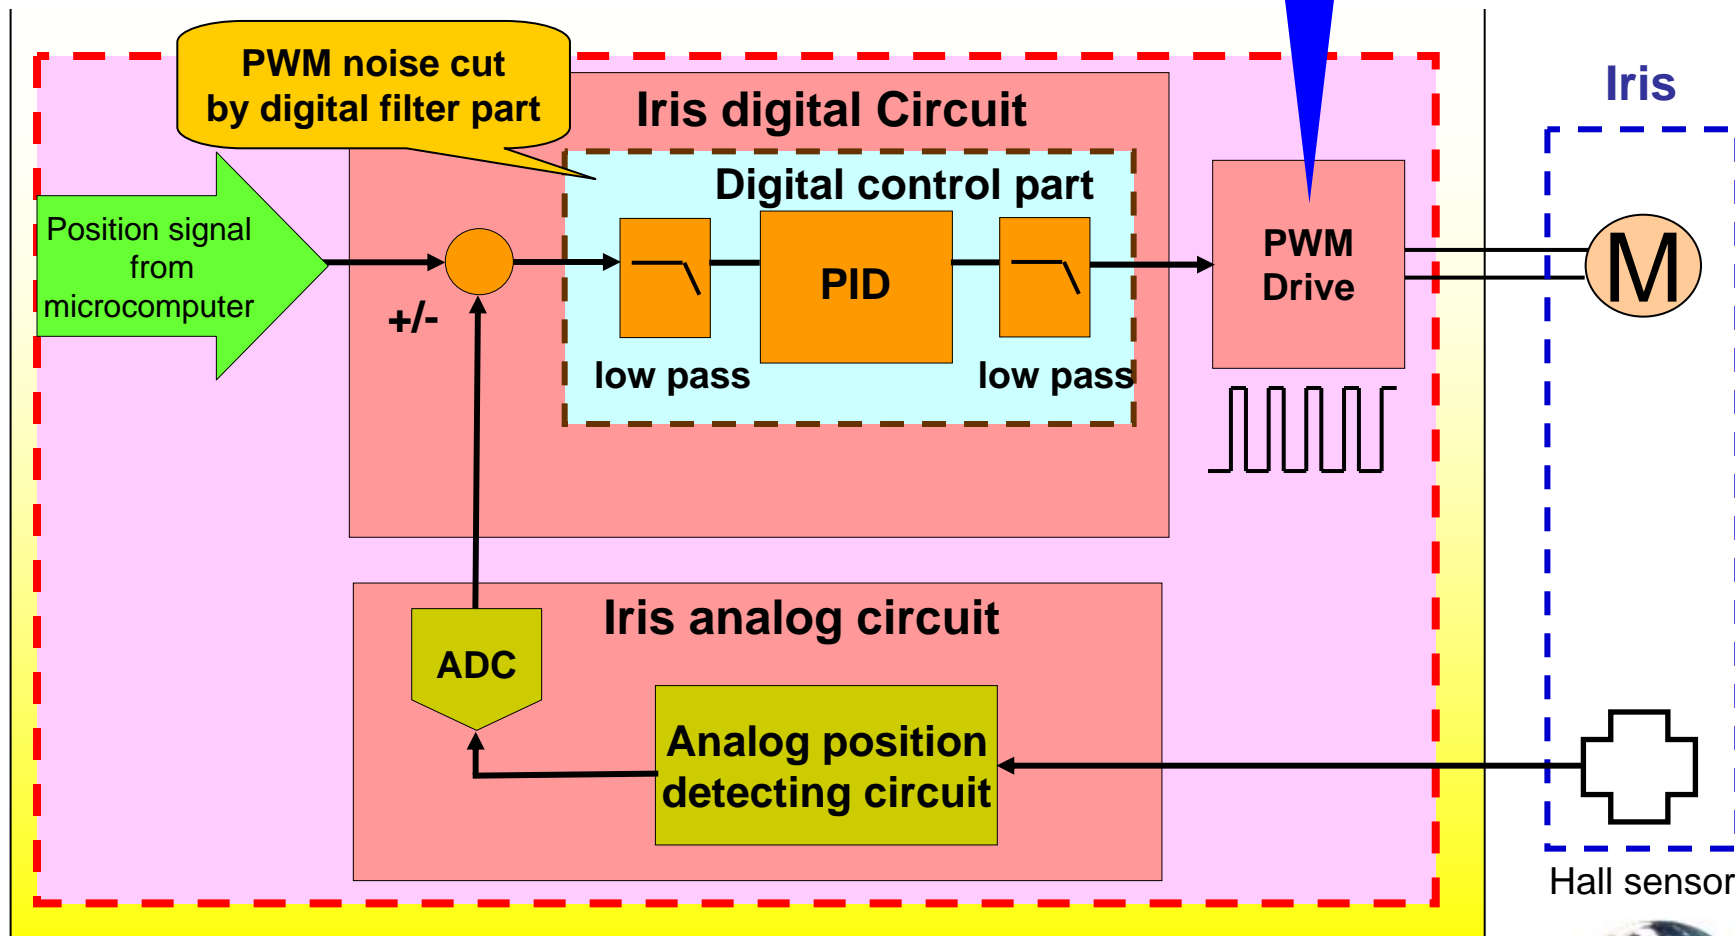 PWM noise cut
by digital filter part
Iris digital Circuit
Iris
Digital control part
Position signal
from
microcomputer
+/-
PID
PWM
Drive
M
low pass
low pass
Iris analog circuit
ADC
Analog position
detecting circuit
Hall sensor